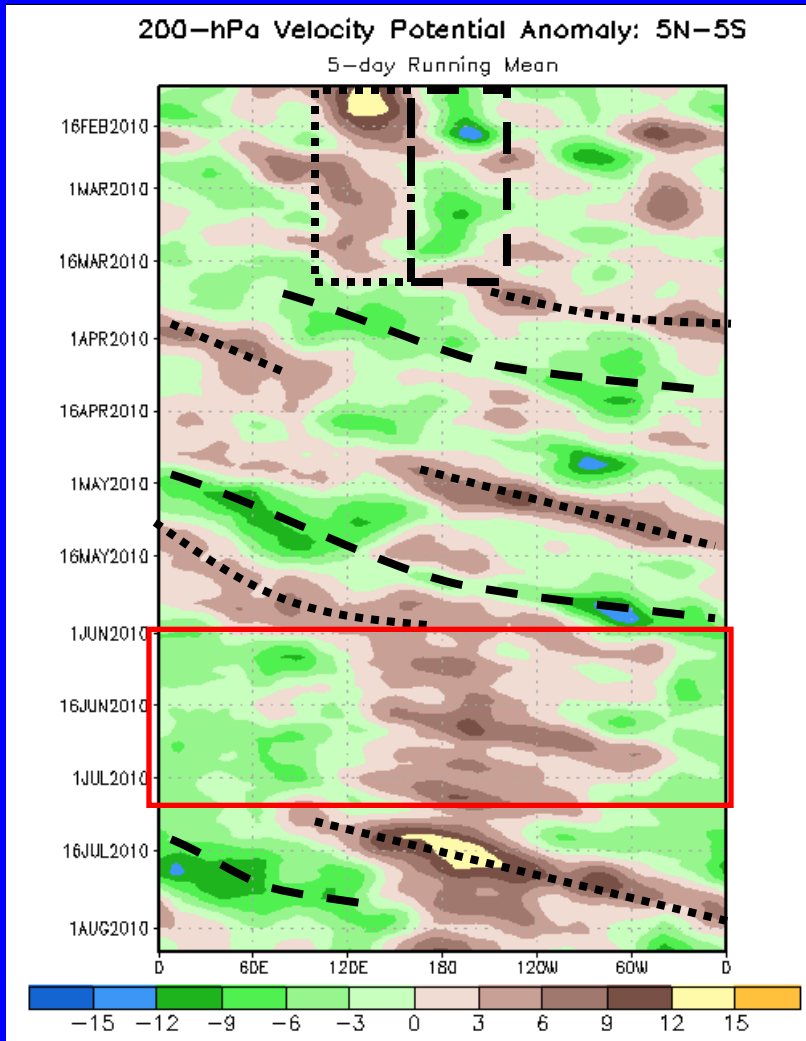 200-hPa Velocity Potential Anomaly: 5N-5S
5-day Running Mean
16FEB2010
1MAR2010
16MAR2010
1APR2010
16APR2010
1MAY2010
16MAY2010
1JUN2010
16JUN2010
1JUL2010
16JUL2010
1AUG2010
0 60E 120E 180 120W 60W 0
-15 -12 -9 -6 -3 0 3 6 9 12 15